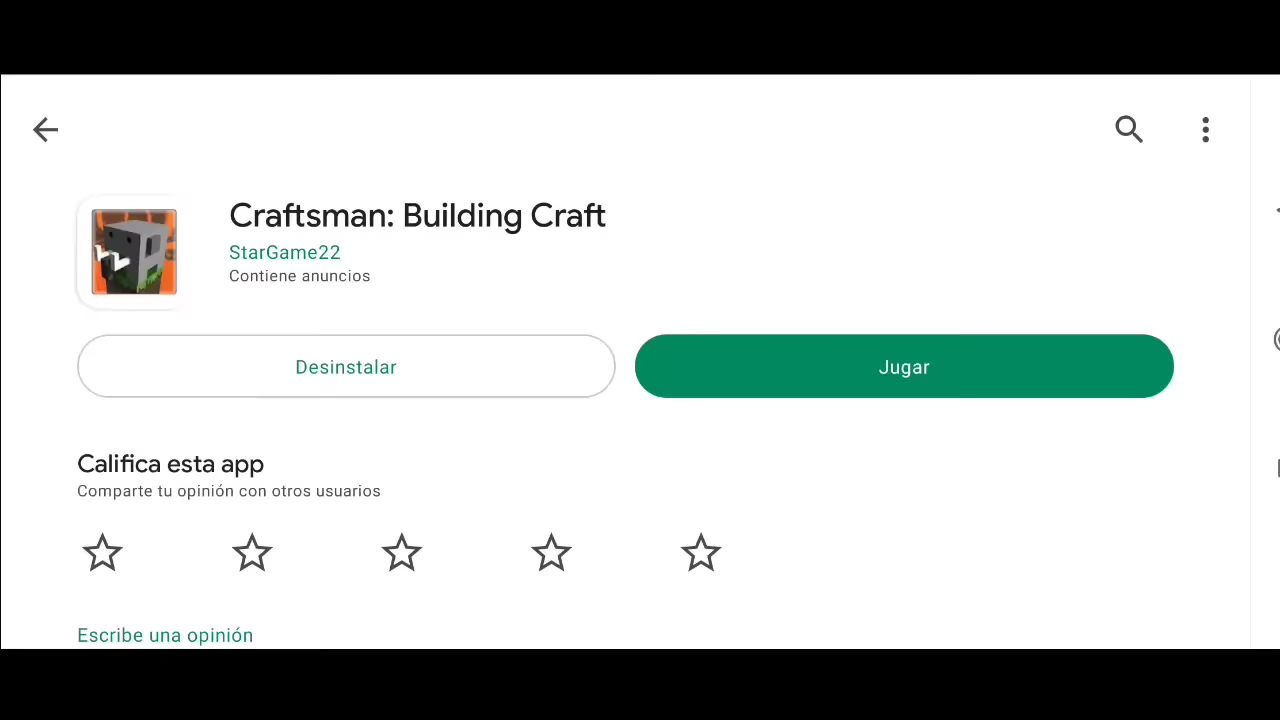 Craftsman: Building Craft
StarGame22
Contiene anuncios
Desinstalar
Jugar
Califica esta app
Comparte tu opinión con otros usuarios
Escribe una opinión